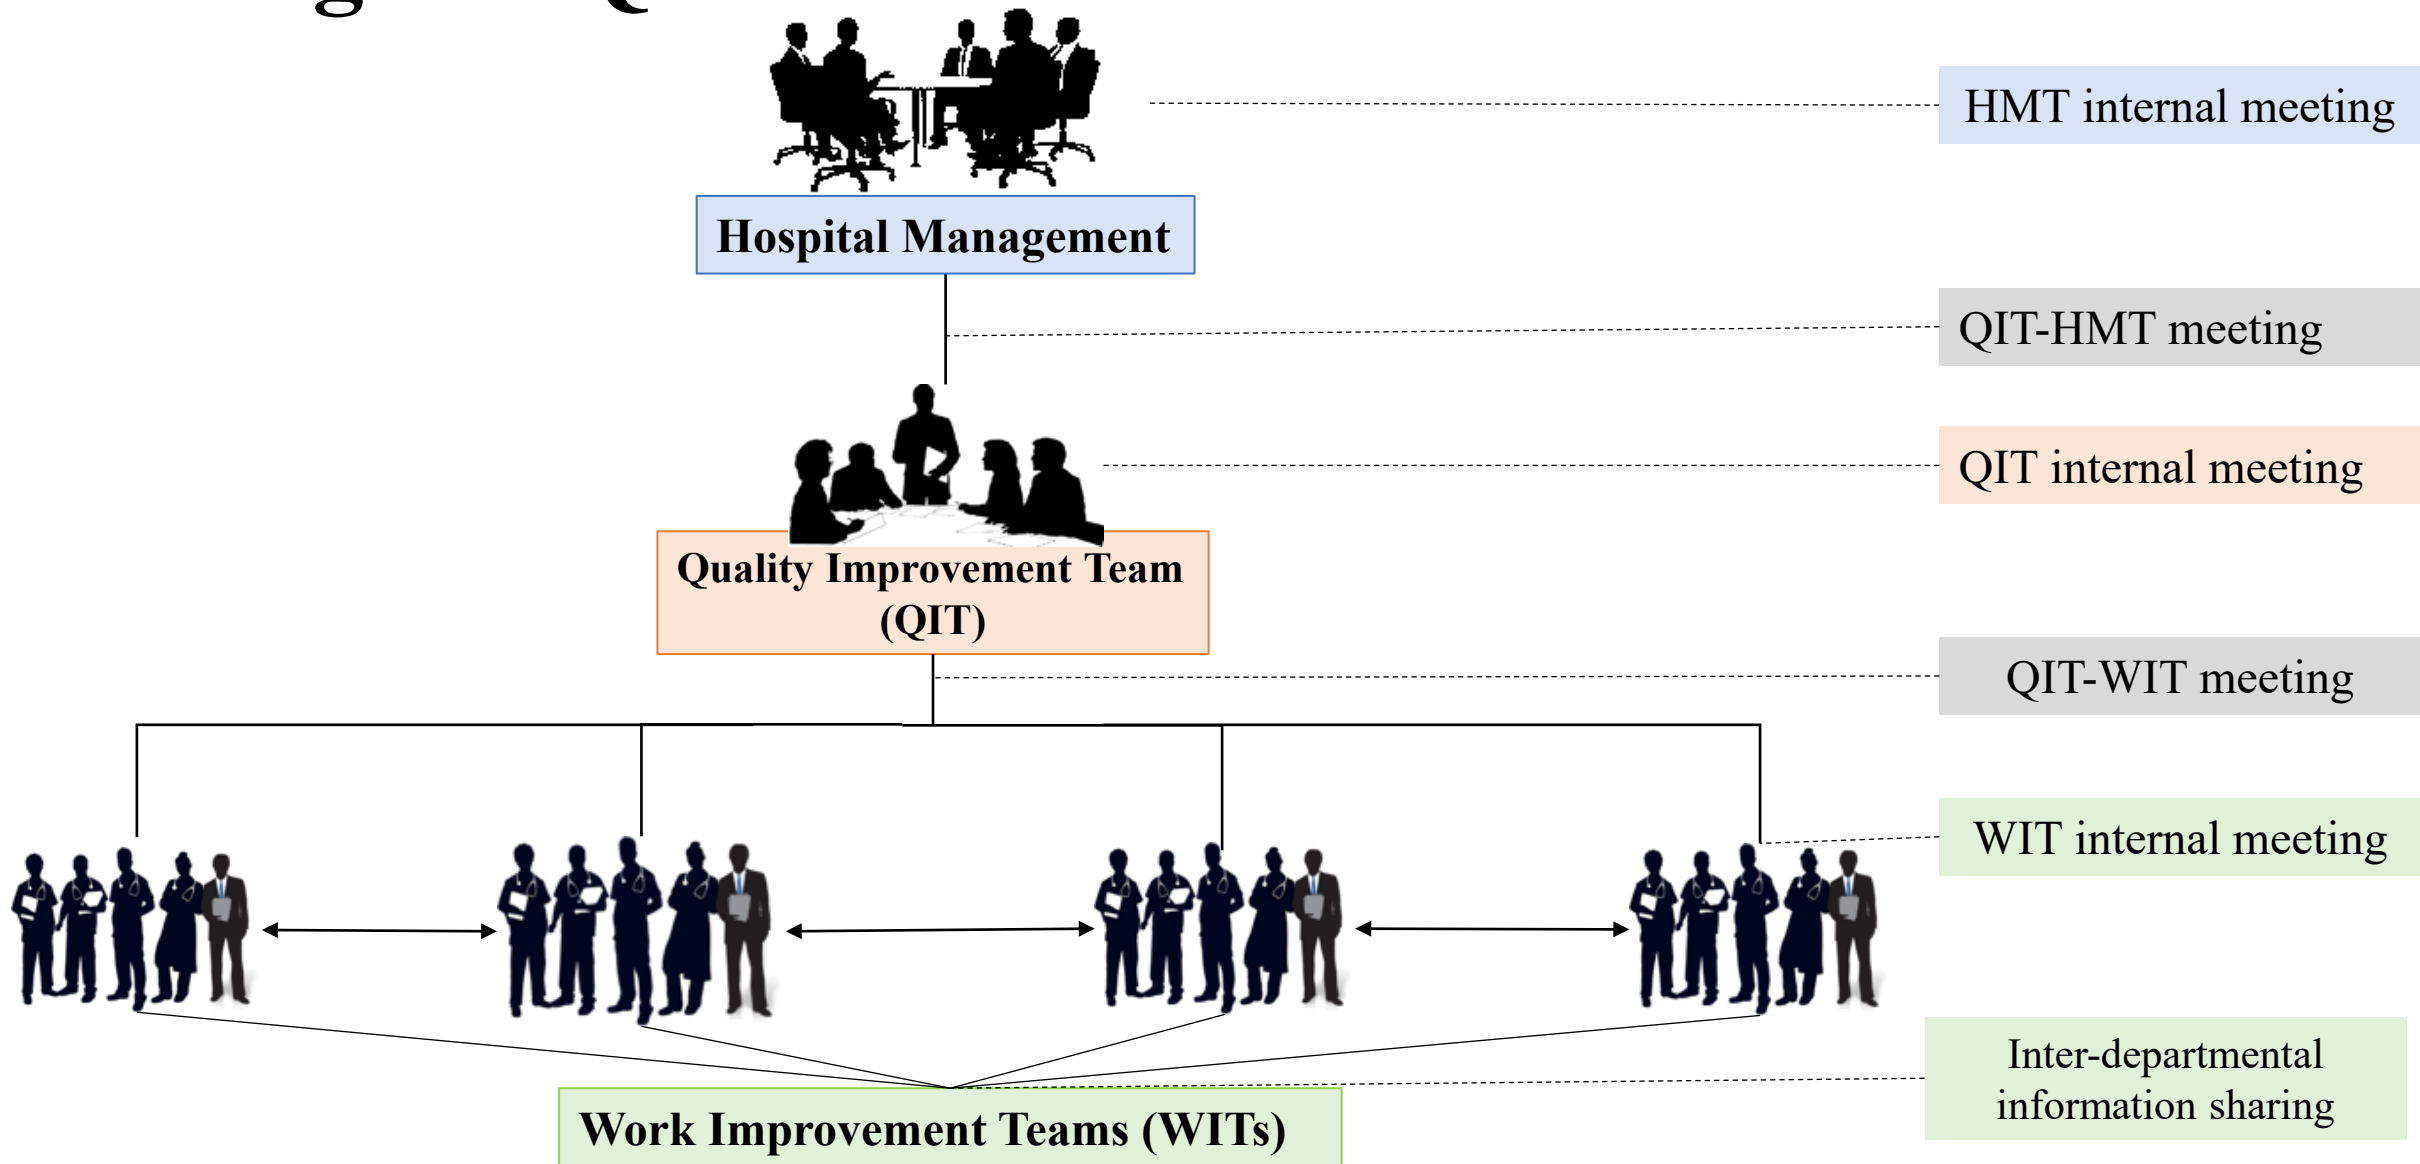 HMT internal meeting
Hospital Management
QIT-HMT meeting
QIT internal meeting
Quality Improvement Team
(QIT)
QIT-WIT meeting
WIT internal meeting
Inter-departmental
information sharing
Work Improvement Teams (WITs)